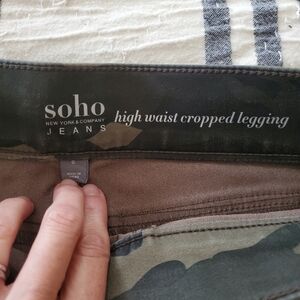 soho
NEW YORK & COMPANY
JEANS
high waist cropped legging